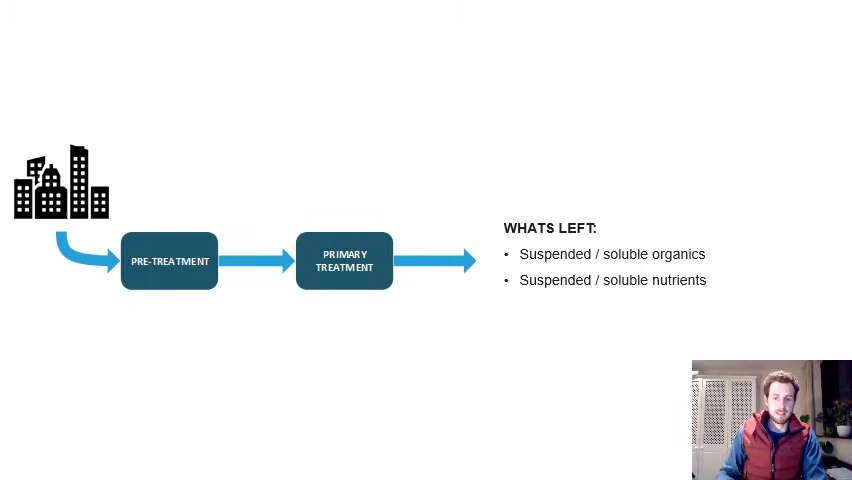 PRE-TREATMENT
PRIMARY
TREATMENT
WHATS LEFT:
• Suspended / soluble organics
• Suspended / soluble nutrients